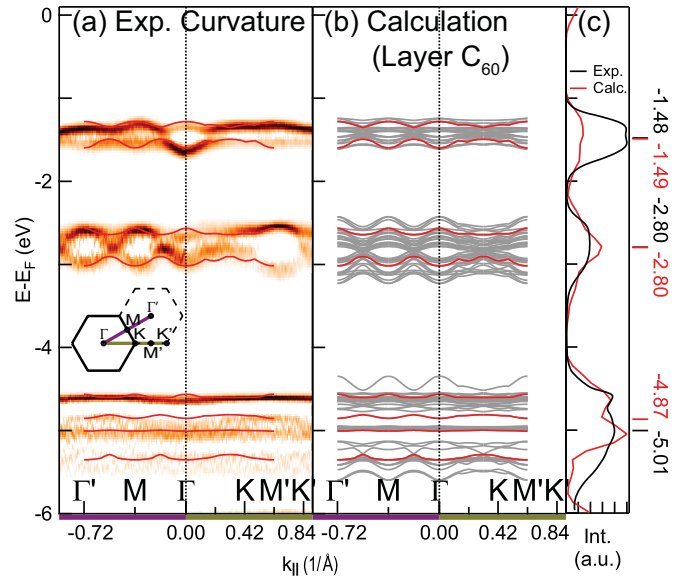 (a) Exp. Curvature
(b) Calculation
(Layer C60)
(c)
Exp.
Calc.
0
-2
-4
-6
E-EF (eV)
-1.48
-1.49
-2.80
-2.80
-4.87
-5.01
Γ'
M
Γ
K
K'
M'
Γ' M Γ K M' K'
Γ' M Γ K M' K'
-0.72 0.00 0.42 0.84
-0.72 0.00 0.42 0.84
k|| (1/Å)
Int.
(a.u.)